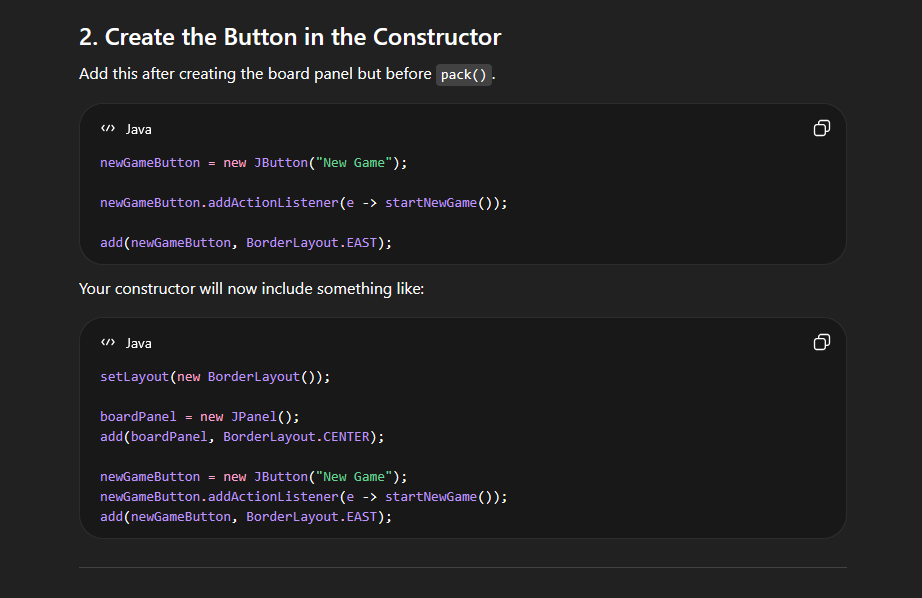 2. Create the Button in the Constructor
Add this after creating the board panel but before pack().
Java
newGameButton = new JButton("New Game");
newGameButton.addActionListener(e -> startNewGame());
add(newGameButton, BorderLayout.EAST);
Your constructor will now include something like:
Java
setLayout(new BorderLayout());
boardPanel = new JPanel();
add(boardPanel, BorderLayout.CENTER);
newGameButton = new JButton("New Game");
newGameButton.addActionListener(e -> startNewGame());
add(newGameButton, BorderLayout.EAST);